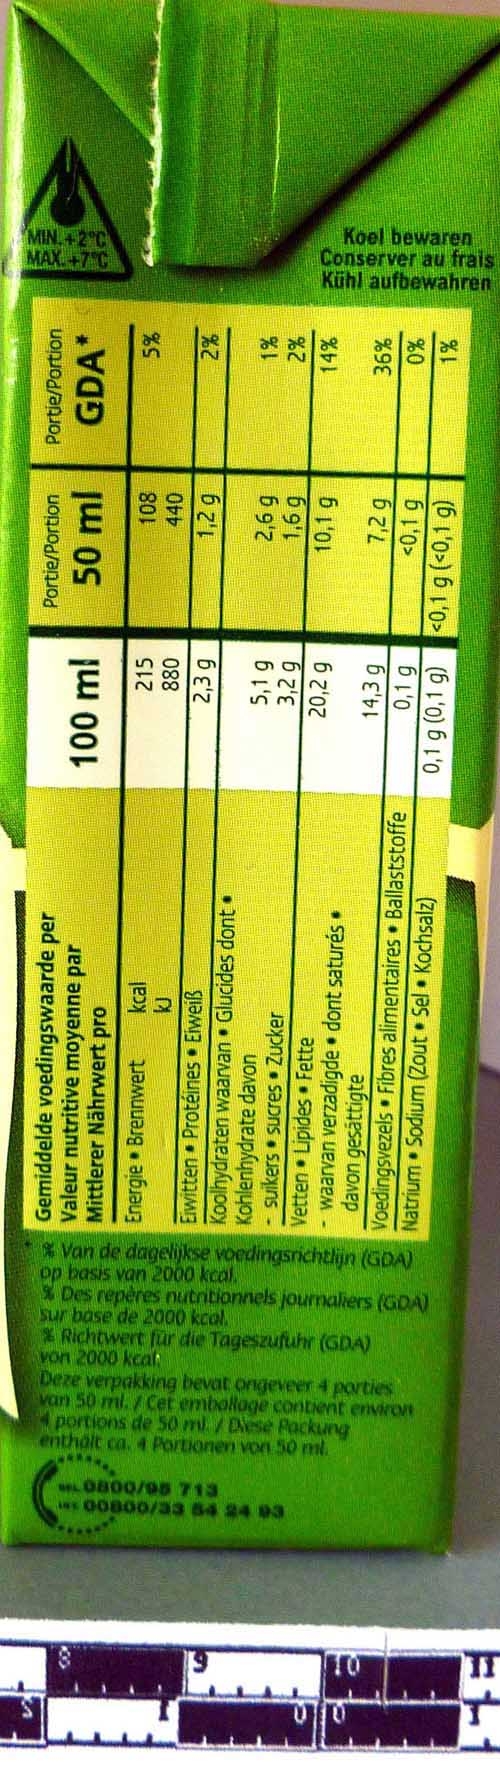 MIN.+2°C
MAX.+7°C
Koel bewaren
Conserver au frais
Kühl aufbewahren
Gemiddelde voedingswaarde per
Valeur nutritive moyenne par
Mittlerer Nährwert pro
100 ml
Portie/Portion
50 ml
Portie/Portion
GDA*
Energie • Brennwert kcal 215 108 5%
kJ 880 440
Eiwitten • Protéines • Eiweiß 2,3 g 1,2 g 2%
Koolhydraten waarvan • Glucides dont •
Kohlenhydrate davon 5,1 g 2,6 g 1%
- suikers • sucres • Zucker 3,2 g 1,6 g 2%
Vetten • Lipides • Fette 20,2 g 10,1 g 14%
- waarvan verzadigde • dont saturés •
davon gesättigte 14,3 g 7,2 g 36%
Voedingsvezels • Fibres alimentaires • Ballaststoffe 0,1 g <0,1 g 0%
Natrium • Sodium (Zout • Sel • Kochsalz) 0,1 g (0,1 g) <0,1 g (<0,1 g) 1%
* % Van de dagelijkse voedingsrichtlijn (GDA)
op basis van 2000 kcal.
% Des repères nutritionnels journaliers (GDA)
sur base de 2000 kcal.
% Richtwert für die Tageszufuhr (GDA)
von 2000 kcal.
Deze verpakking bevat ongeveer 4 porties
van 50 ml. / Cet emballage contient environ
4 portions de 50 ml. / Diese Packung
enthält ca. 4 Portionen von 50 ml.
0800/95 713
00800/33 84 24 93
8 9 10 11
1 0 0 1